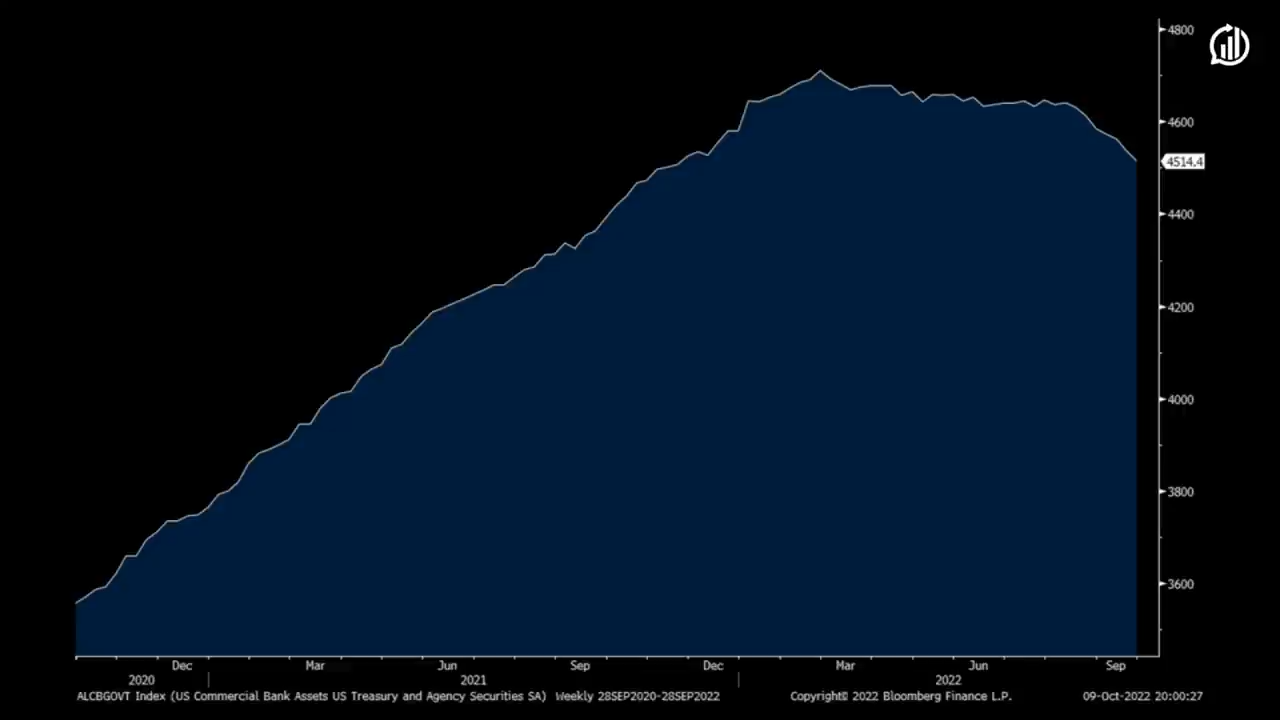 4800
4600
4514.4
4400
4200
4000
3800
3600
Dec Mar Jun Sep Dec Mar Jun Sep
2020 2021 2022
ALCBGOVT Index (US Commercial Bank Assets US Treasury and Agency Securities SA) Weekly 28SEP2020-28SEP2022 Copyright© 2022 Bloomberg Finance L.P. 09-Oct-2022 20:00:27